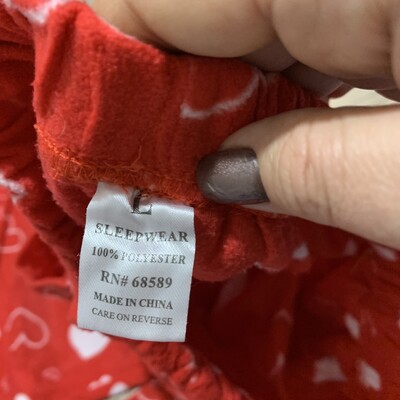 L
SLEEPWEAR
100% POLYESTER
RN# 68589
MADE IN CHINA
CARE ON REVERSE